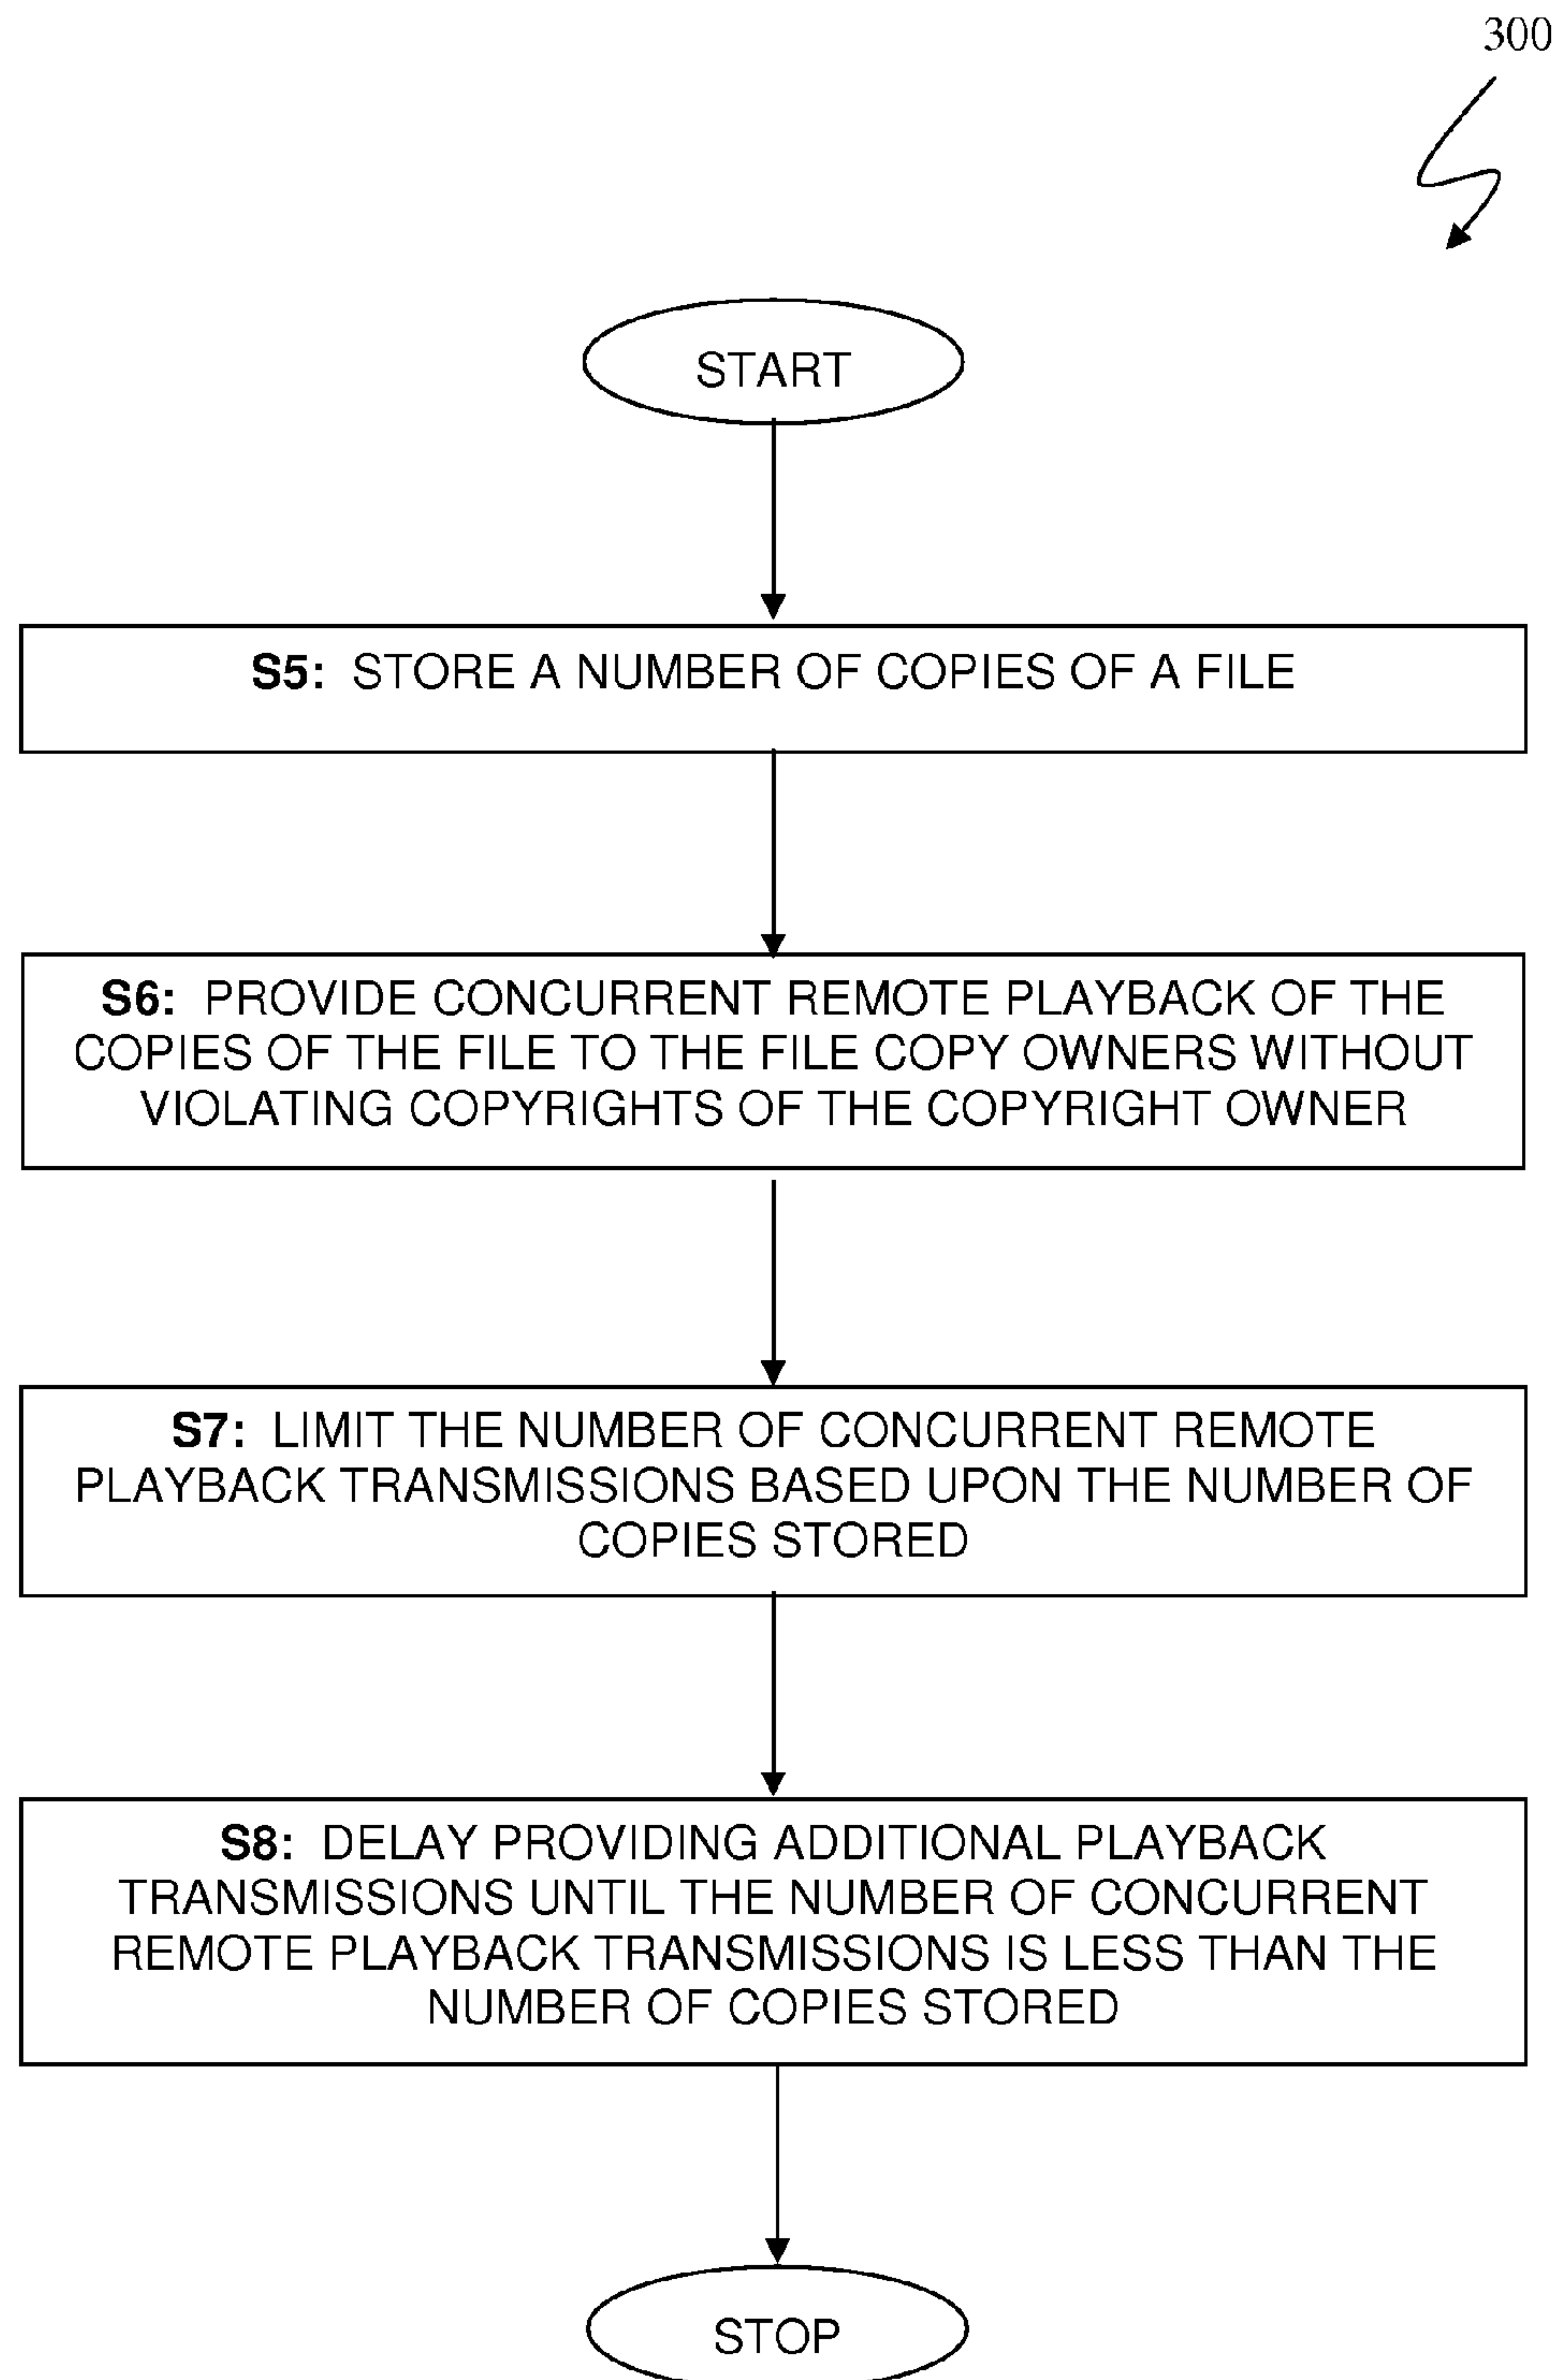 300
START
S5: STORE A NUMBER OF COPIES OF A FILE
S6: PROVIDE CONCURRENT REMOTE PLAYBACK OF THE
COPIES OF THE FILE TO THE FILE COPY OWNERS WITHOUT
VIOLATING COPYRIGHTS OF THE COPYRIGHT OWNER
S7: LIMIT THE NUMBER OF CONCURRENT REMOTE
PLAYBACK TRANSMISSIONS BASED UPON THE NUMBER OF
COPIES STORED
S8: DELAY PROVIDING ADDITIONAL PLAYBACK
TRANSMISSIONS UNTIL THE NUMBER OF CONCURRENT
REMOTE PLAYBACK TRANSMISSIONS IS LESS THAN THE
NUMBER OF COPIES STORED
STOP